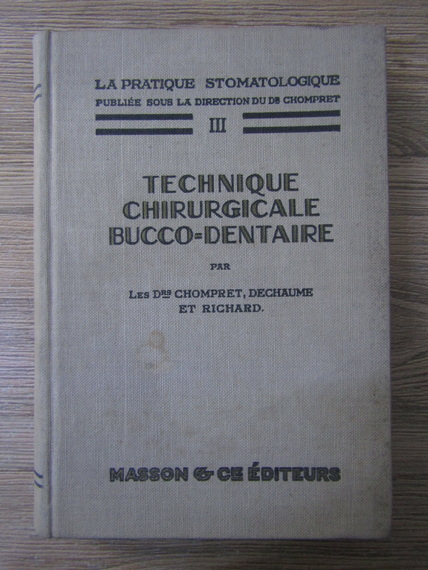 LA PRATIQUE STOMATOLOGIQUE
PUBLIÉE SOUS LA DIRECTION DU DR CHOMPRET
III
TECHNIQUE
CHIRURGICALE
BUCCO=DENTAIRE
PAR
LES DRS CHOMPRET, DECHAUME
ET RICHARD.
MASSON & CIE ÉDITEURS